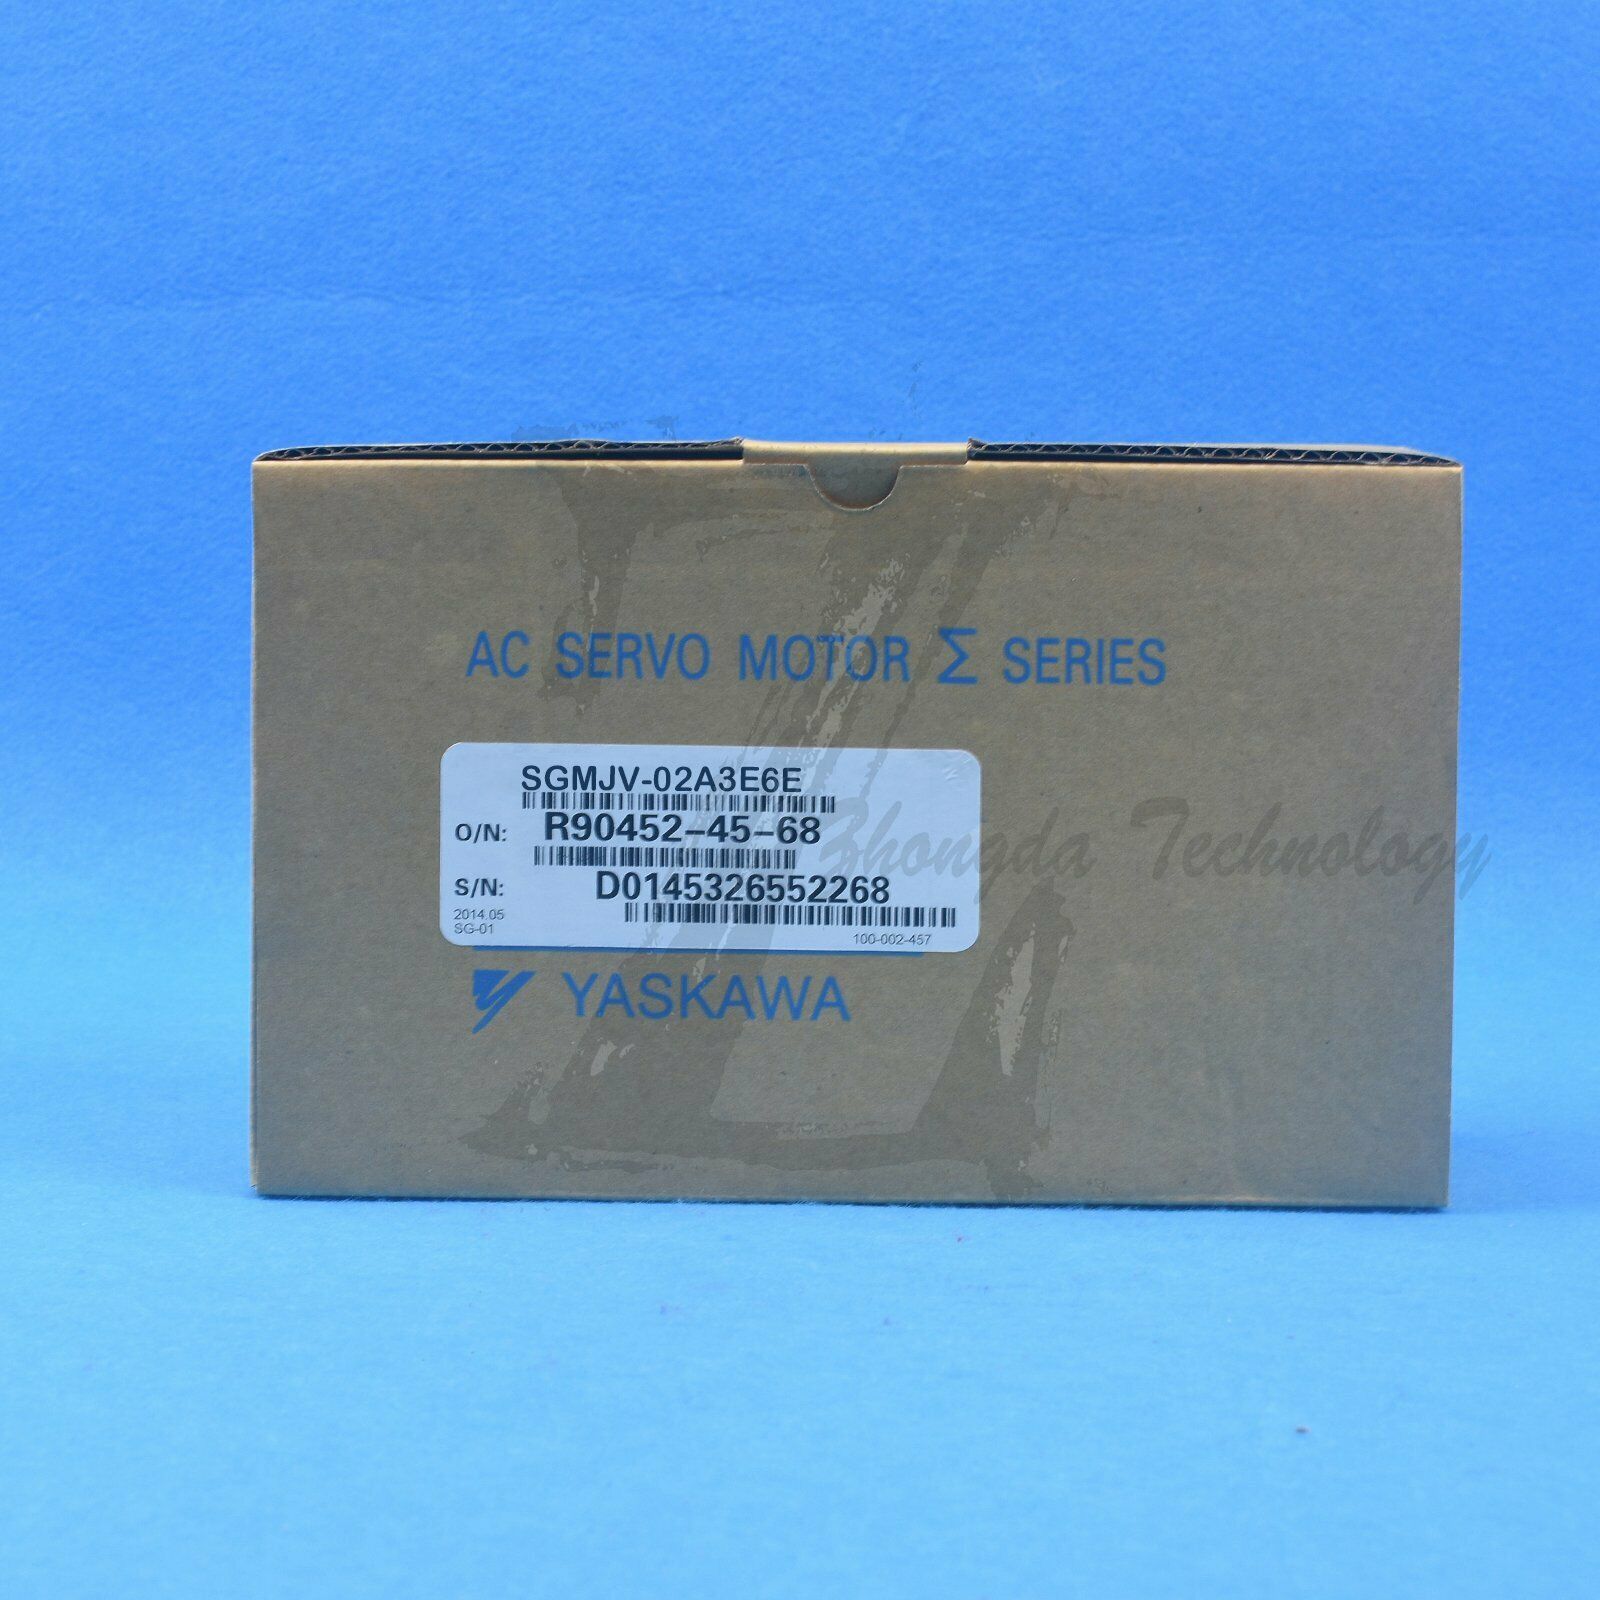 AC SERVO MOTOR Σ SERIES
SGMJV-02A3E6E
O/N: R90452-45-68
S/N: D0145326552268
2014.05
SG-01
100-002-457
YASKAWA
Zhongda Technology